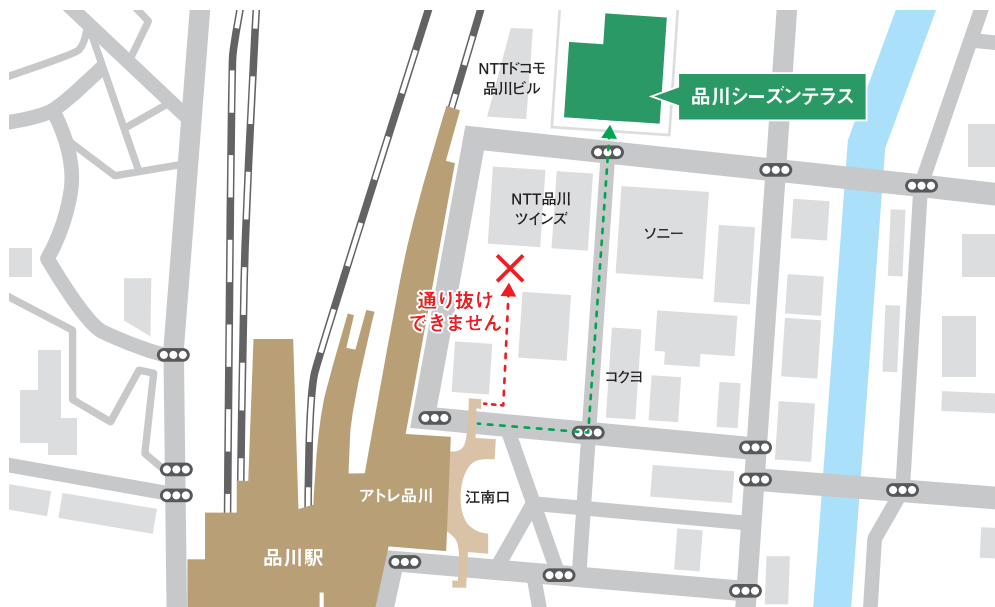 NTTドコモ
品川ビル
品川シーズンテラス
NTT品川
ツインズ
ソニー
通り抜け
できません
コクヨ
アトレ品川
江南口
品川駅